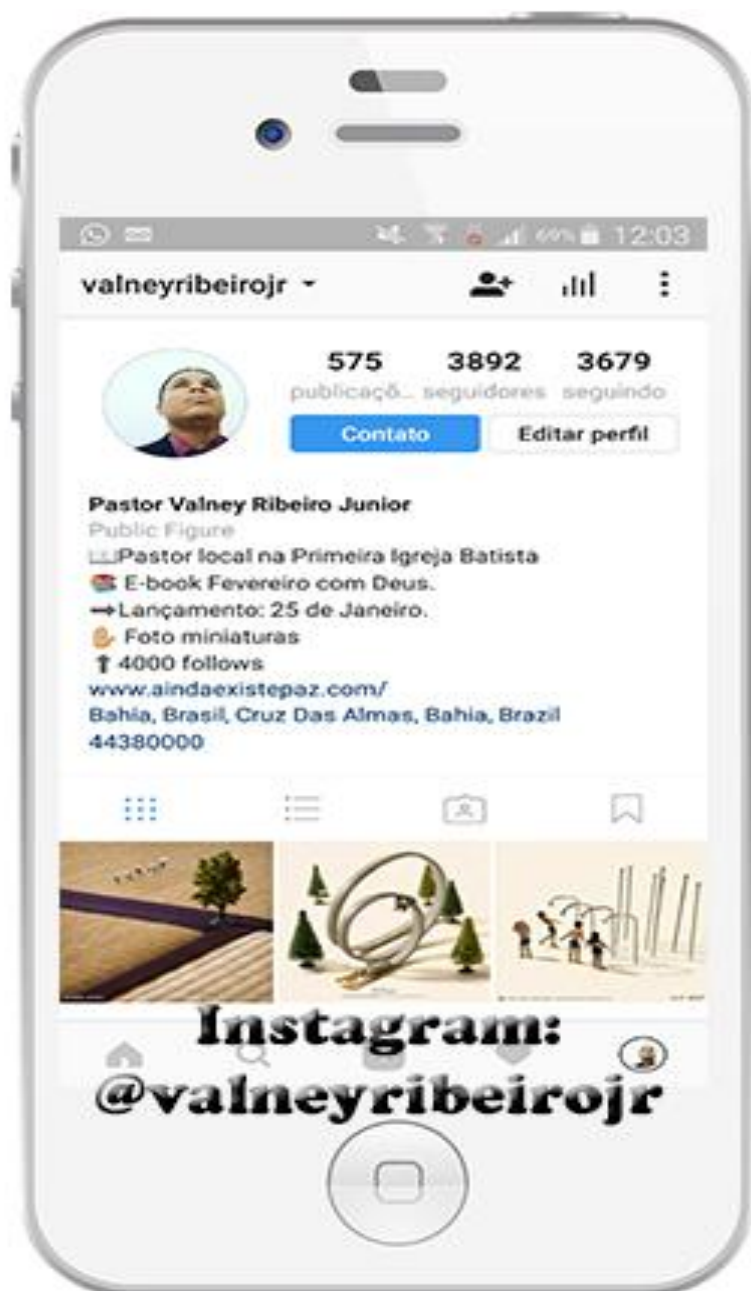 69% 12:03
valneyribeirojr
575 3892 3679
publicaçõ... seguidores seguindo
Contato Editar perfil
Pastor Valney Ribeiro Junior
Public Figure
Pastor local na Primeira Igreja Batista
E-book Fevereiro com Deus.
➡Lançamento: 25 de Janeiro.
Foto miniaturas
4000 follows
www.aindaexistepaz.com/
Bahia, Brasil, Cruz Das Almas, Bahia, Brazil
44380000
Instagram:
@valneyribeirojr